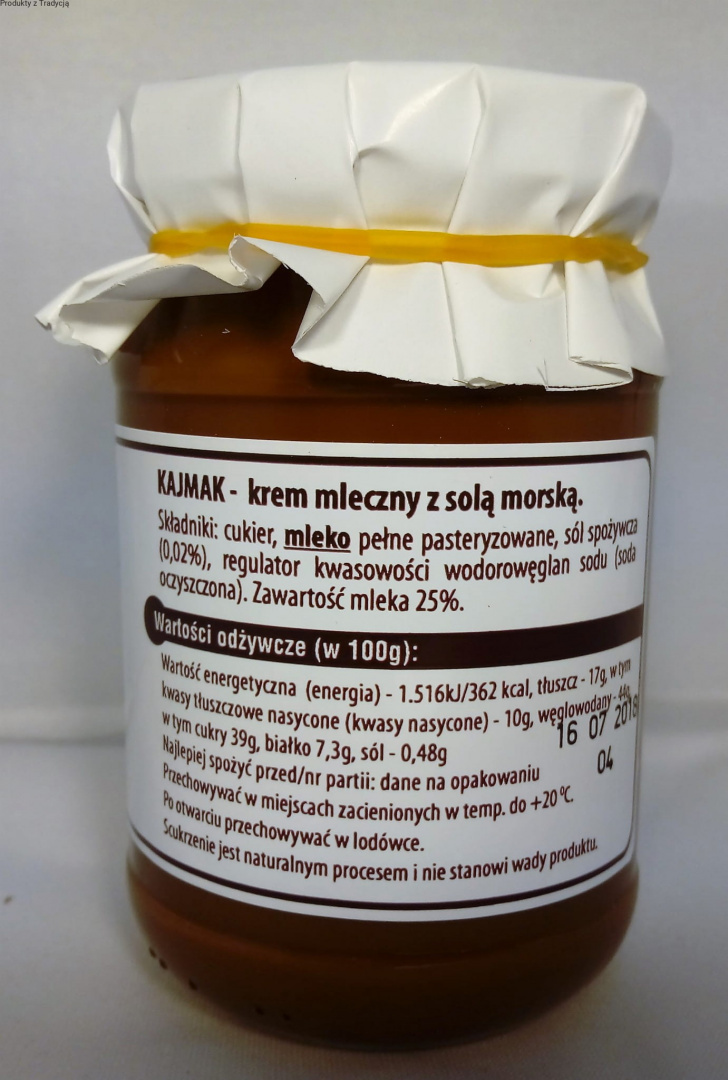 Produkty z Tradycją
KAJMAK - krem mleczny z solą morską.
Składniki: cukier, mleko pełne pasteryzowane, sól spożywcza
(0,02%), regulator kwasowości wodorowęglan sodu (soda
oczyszczona). Zawartość mleka 25%.
Wartości odżywcze (w 100g):
Wartość energetyczna (energia) - 1.516kJ/362 kcal, tłuszcz - 17g, w tym
kwasy tłuszczowe nasycone (kwasy nasycone) - 10g, węglowodany - 44g,
w tym cukry 39g, białko 7,3g, sól - 0,48g
16 07 2018
Najlepiej spożyć przed/nr partii: dane na opakowaniu
04
Przechowywać w miejscach zacienionych w temp. do +20 ºC.
Po otwarciu przechowywać w lodówce.
Scukrzenie jest naturalnym procesem i nie stanowi wady produktu.